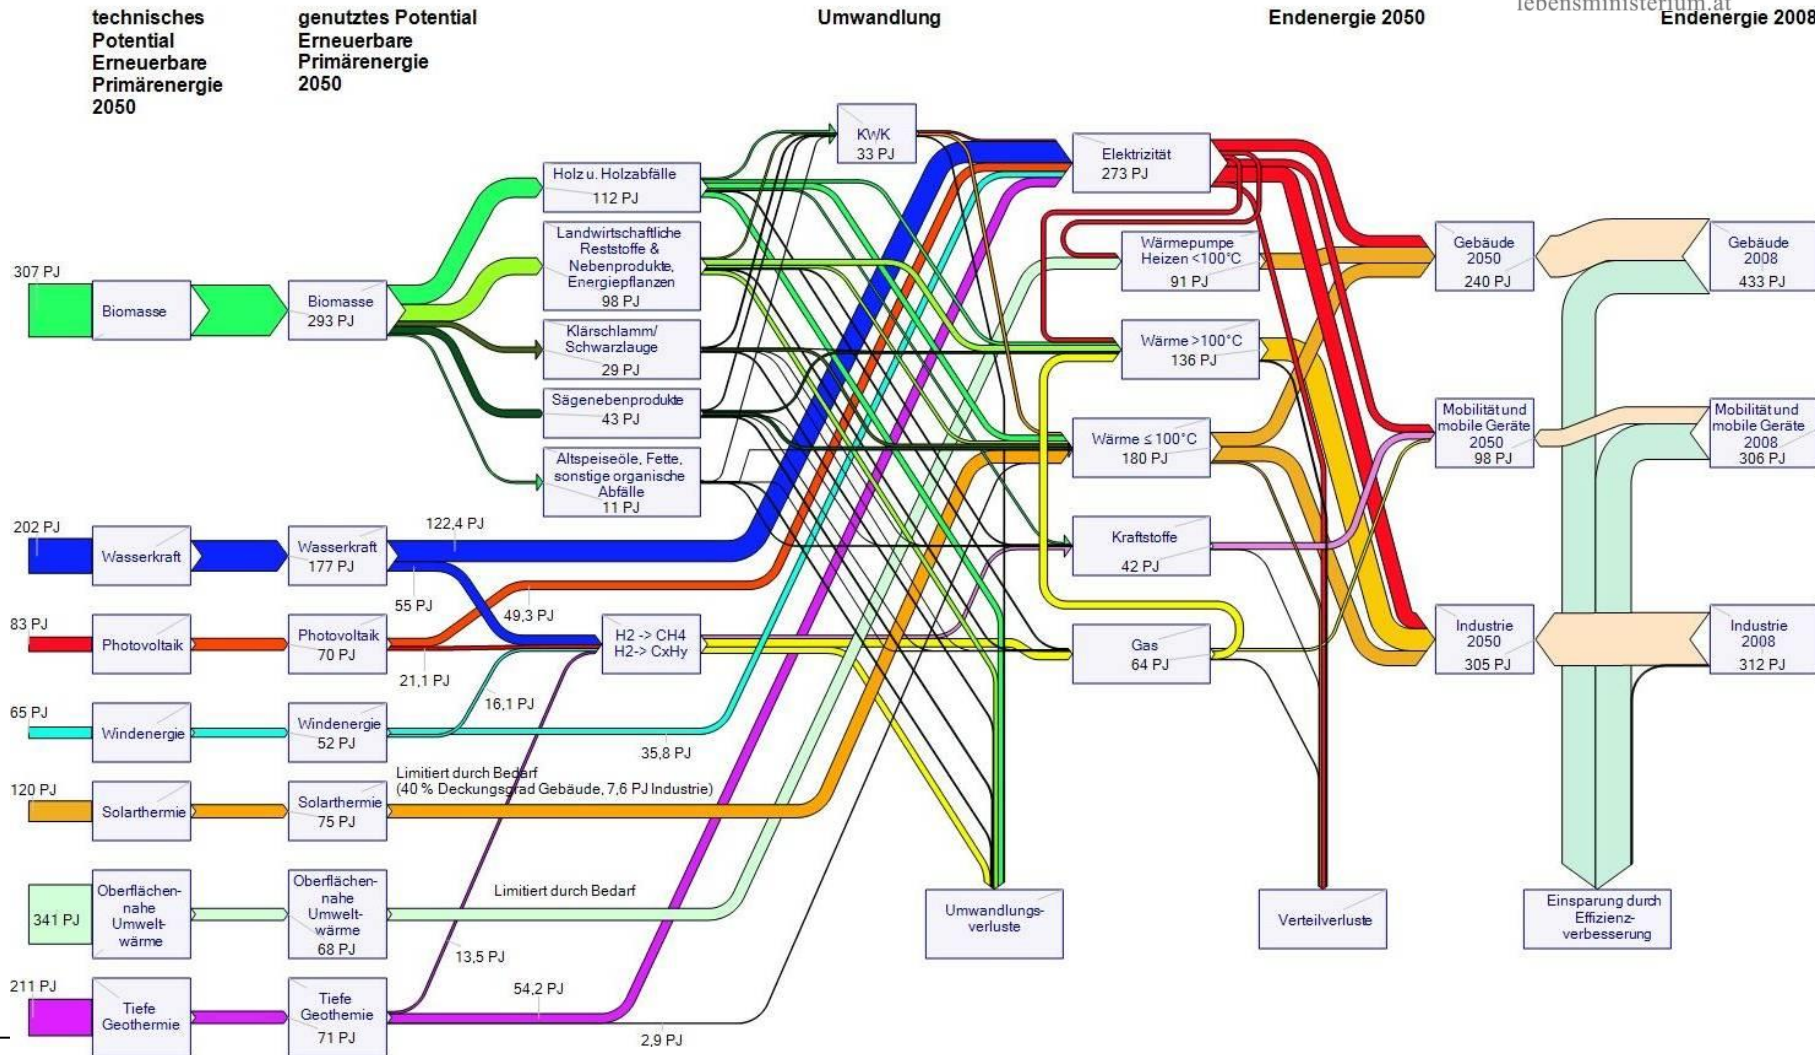 lebensministerium.at
technisches
Potential
Erneuerbare
Primärenergie
2050
genutztes Potential
Erneuerbare
Primärenergie
2050
Umwandlung
Endenergie 2050
Endenergie 2008
307 PJ
Biomasse
Biomasse
293 PJ
Holz u. Holzabfälle
112 PJ
Landwirtschaftliche
Reststoffe &
Nebenprodukte,
Energiepflanzen
98 PJ
Klärschlamm/
Schwarzlauge
29 PJ
Sägenebenprodukte
43 PJ
Altspeiseöle, Fette,
sonstige organische
Abfälle
11 PJ
KWK
33 PJ
Elektrizität
273 PJ
Wärmepumpe
Heizen <100°C
91 PJ
Wärme >100°C
136 PJ
Wärme ≤ 100°C
180 PJ
Kraftstoffe
42 PJ
Gas
64 PJ
Gebäude
2050
240 PJ
Gebäude
2008
433 PJ
Mobilität und
mobile Geräte
2050
98 PJ
Mobilität und
mobile Geräte
2008
306 PJ
Industrie
2050
305 PJ
Industrie
2008
312 PJ
202 PJ
Wasserkraft
Wasserkraft
177 PJ
122,4 PJ
55 PJ
83 PJ
Photovoltaik
Photovoltaik
70 PJ
49,3 PJ
21,1 PJ
H2 -> CH4
H2-> CxHy
65 PJ
Windenergie
Windenergie
52 PJ
16,1 PJ
35,8 PJ
120 PJ
Solarthermie
Solarthermie
75 PJ
Limitiert durch Bedarf
(40 % Deckungsgrad Gebäude, 7,6 PJ Industrie)
341 PJ
Oberflächen-
nahe
Umwelt-
wärme
Oberflächen-
nahe
Umwelt-
wärme
68 PJ
Limitiert durch Bedarf
211 PJ
Tiefe
Geothermie
Tiefe
Geothemie
71 PJ
13,5 PJ
54,2 PJ
2,9 PJ
Umwandlungs-
verluste
Verteilverluste
Einsparung durch
Effizienz-
verbesserung